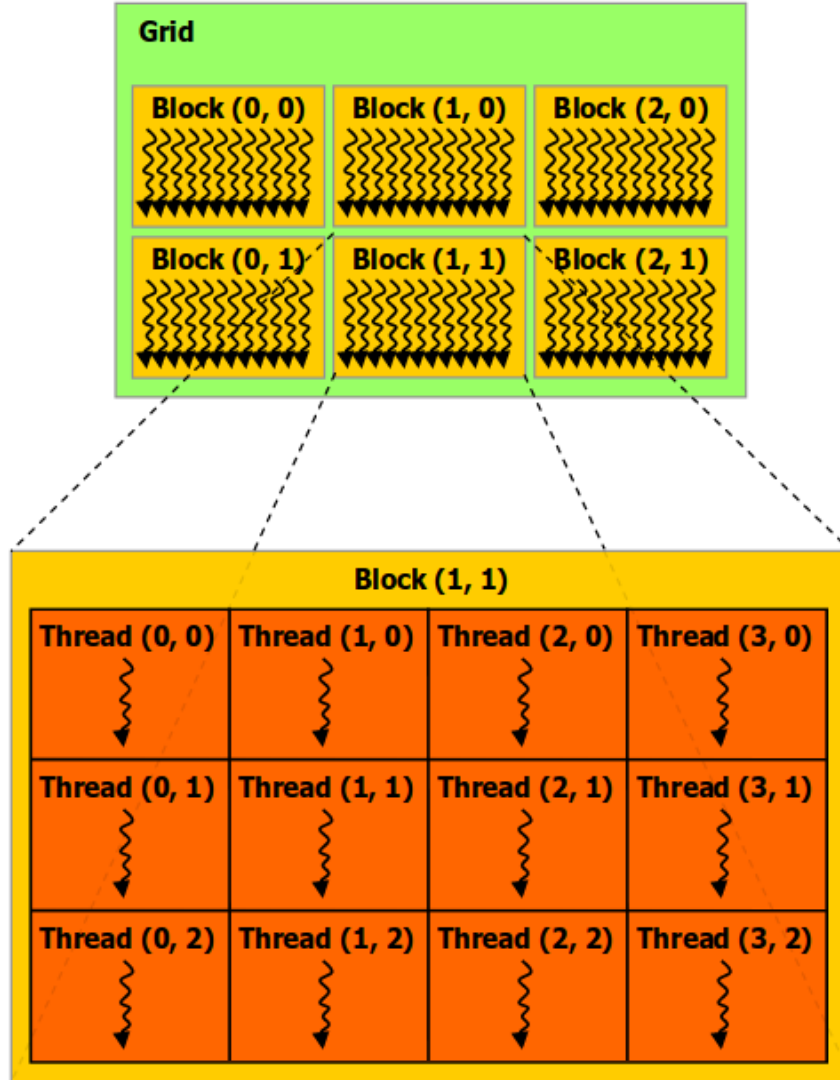 Grid
Block (0, 0) Block (1, 0) Block (2, 0)
Block (0, 1) Block (1, 1) Block (2, 1)
Block (1, 1)
Thread (0, 0) Thread (1, 0) Thread (2, 0) Thread (3, 0)
Thread (0, 1) Thread (1, 1) Thread (2, 1) Thread (3, 1)
Thread (0, 2) Thread (1, 2) Thread (2, 2) Thread (3, 2)